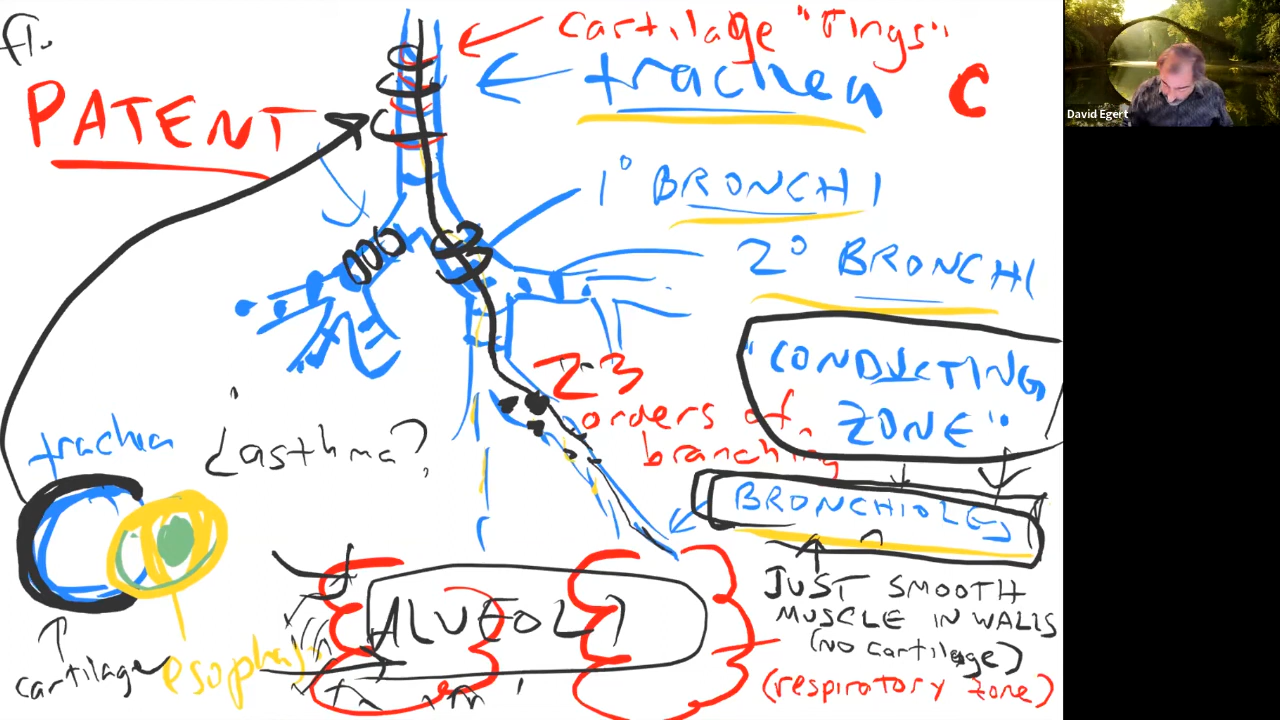 cartilage "rings"
trachea
C
PATENT
1° BRONCHI
2° BRONCHI
"CONDUCTING
ZONE"
23
orders of
branching
trachea
¿asthma?
BRONCHIOLES
JUST SMOOTH
MUSCLE IN WALLS
(NO cartilage)
(respiratory zone)
ALVEOLI
cartilage
esophagus
David Egert